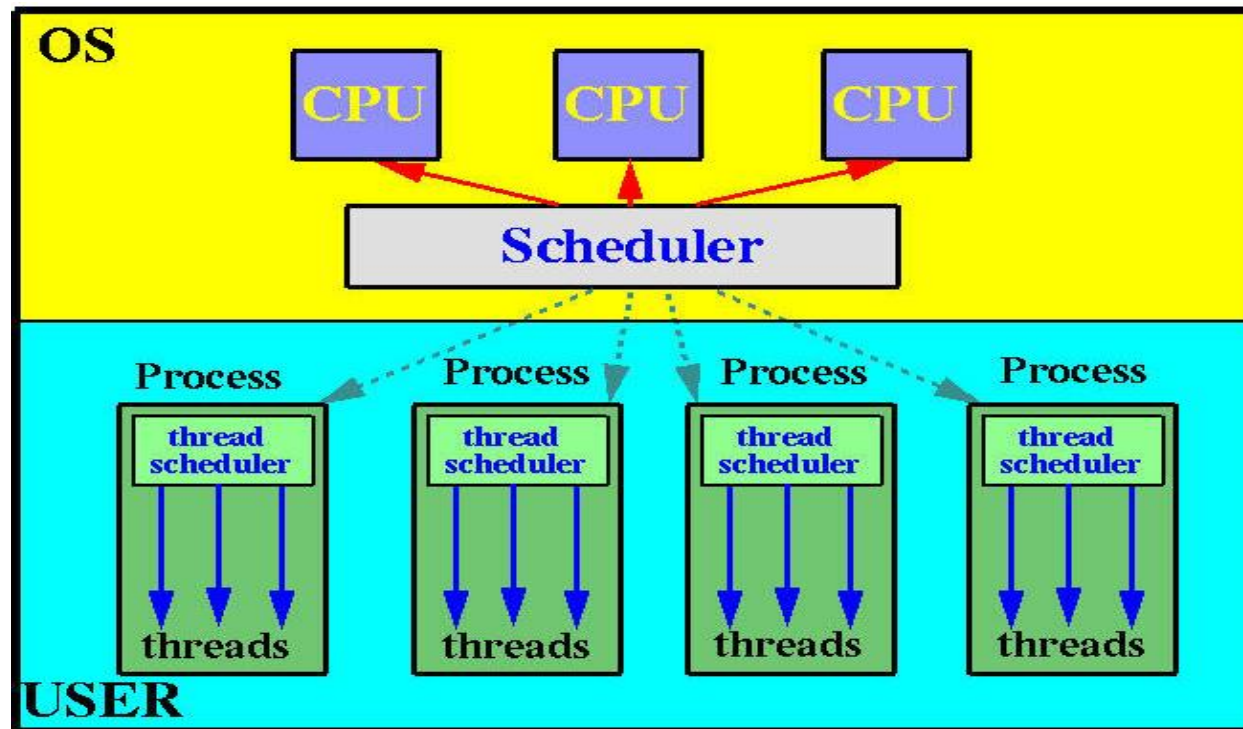 OS
CPU CPU CPU
Scheduler
Process Process Process Process
thread thread thread thread
scheduler scheduler scheduler scheduler
threads threads threads threads
USER